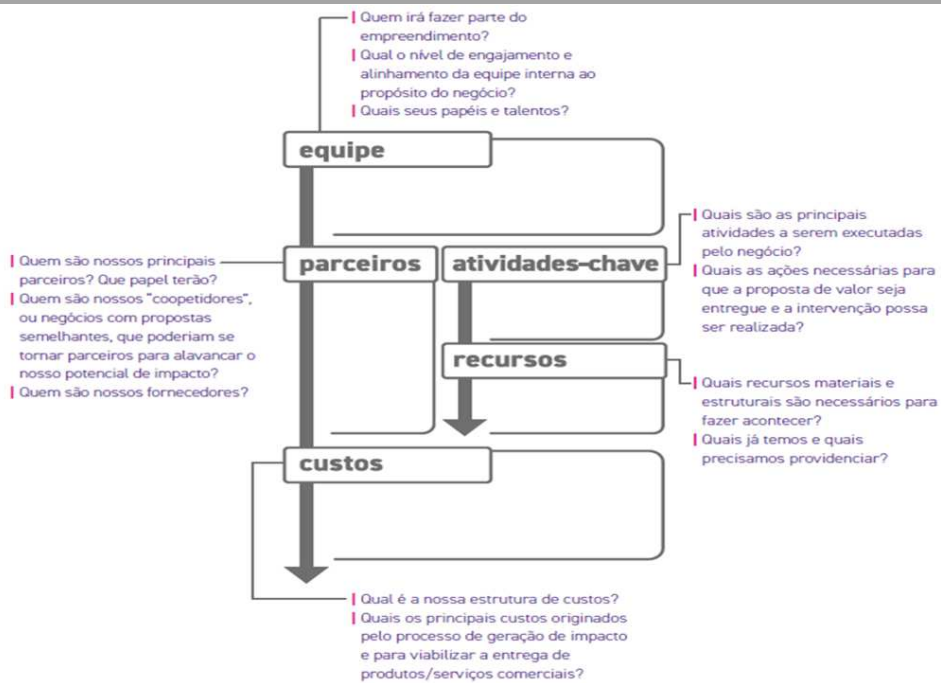 Quem irá fazer parte do
empreendimento?
Qual o nível de engajamento e
alinhamento da equipe interna ao
propósito do negócio?
Quais seus papéis e talentos?
equipe
Quem são nossos principais
parceiros? Que papel terão?
Quem são nossos "coopetidores",
ou negócios com propostas
semelhantes, que poderiam se
tornar parceiros para alavancar o
nosso potencial de impacto?
Quem são nossos fornecedores?
parceiros
atividades-chave
Quais são as principais
atividades a serem executadas
pelo negócio?
Quais as ações necessárias para
que a proposta de valor seja
entregue e a intervenção possa
ser realizada?
recursos
Quais recursos materiais e
estruturais são necessários para
fazer acontecer?
Quais já temos e quais
precisamos providenciar?
custos
Qual é a nossa estrutura de custos?
Quais os principais custos originados
pelo processo de geração de impacto
e para viabilizar a entrega de
produtos/serviços comerciais?